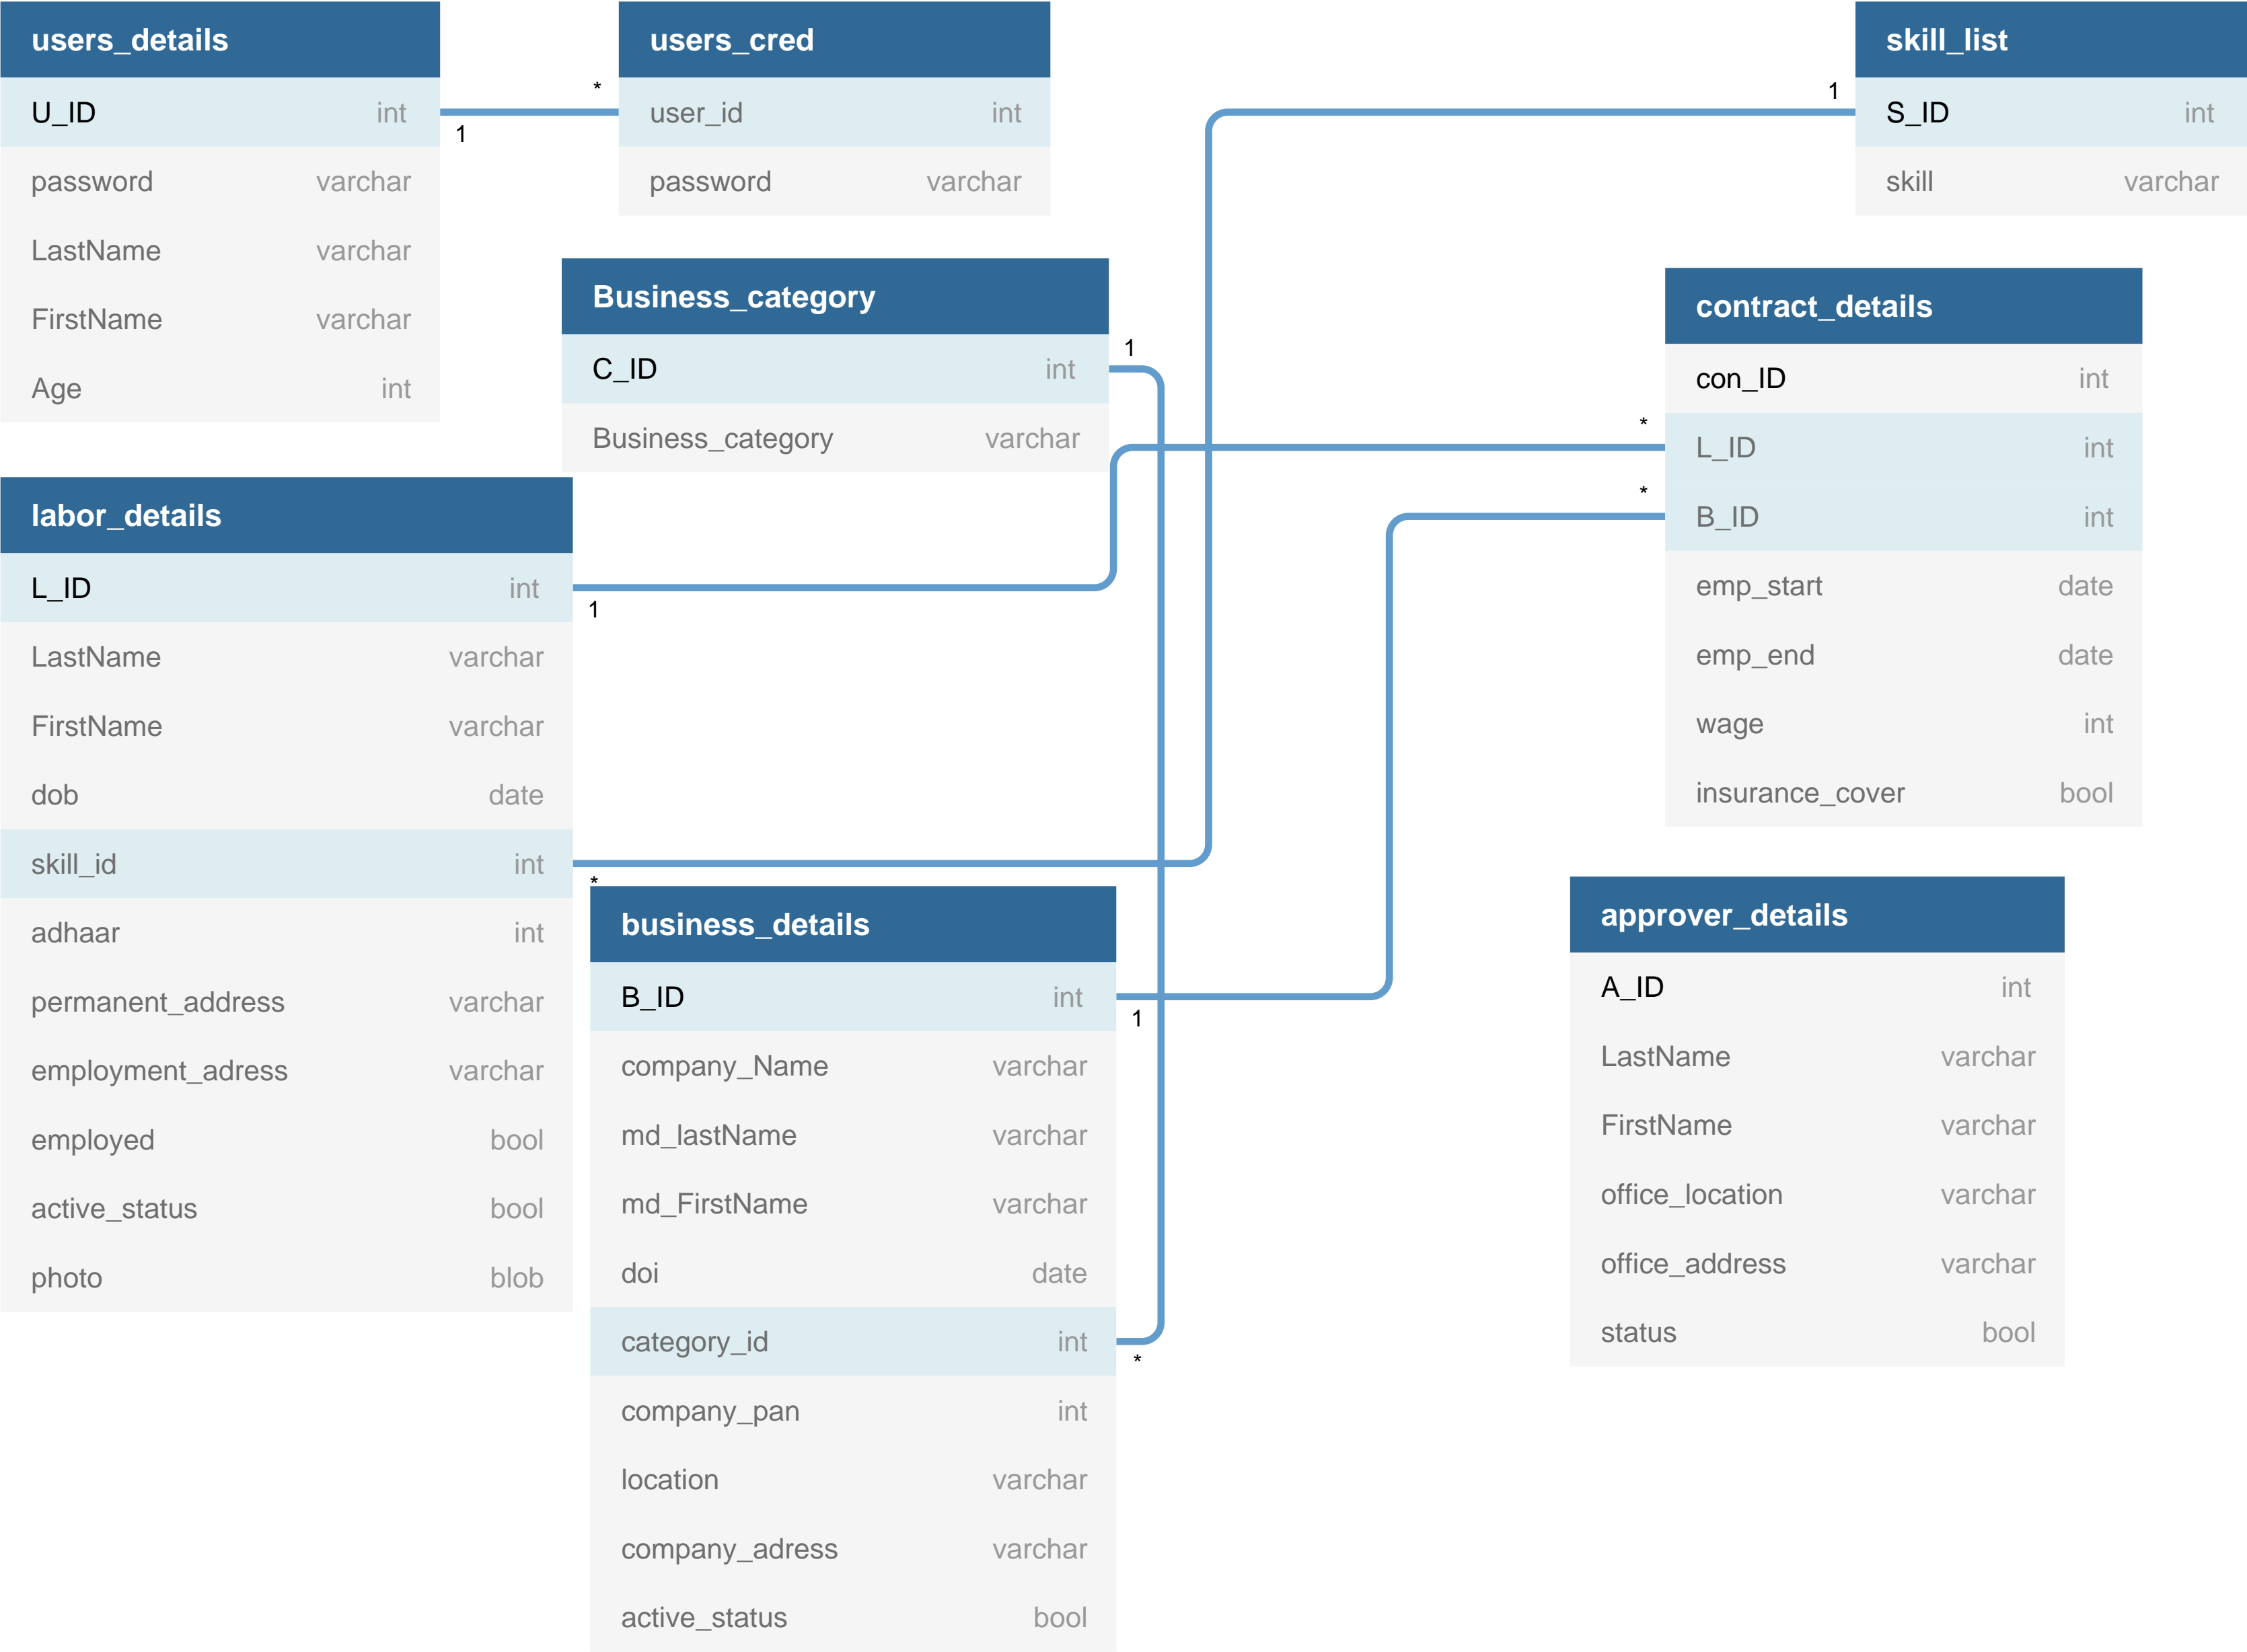 users_details
U_ID int
password varchar
LastName varchar
FirstName varchar
Age int
1
*
users_cred
user_id int
password varchar
skill_list
1
S_ID int
skill varchar
Business_category
1
C_ID int
Business_category varchar
contract_details
con_ID int
*
L_ID int
*
B_ID int
emp_start date
emp_end date
wage int
insurance_cover bool
labor_details
L_ID int
1
LastName varchar
FirstName varchar
dob date
skill_id int
*
adhaar int
permanent_address varchar
employment_adress varchar
employed bool
active_status bool
photo blob
business_details
B_ID int
1
company_Name varchar
md_lastName varchar
md_FirstName varchar
doi date
category_id int
*
company_pan int
location varchar
company_adress varchar
active_status bool
approver_details
A_ID int
LastName varchar
FirstName varchar
office_location varchar
office_address varchar
status bool